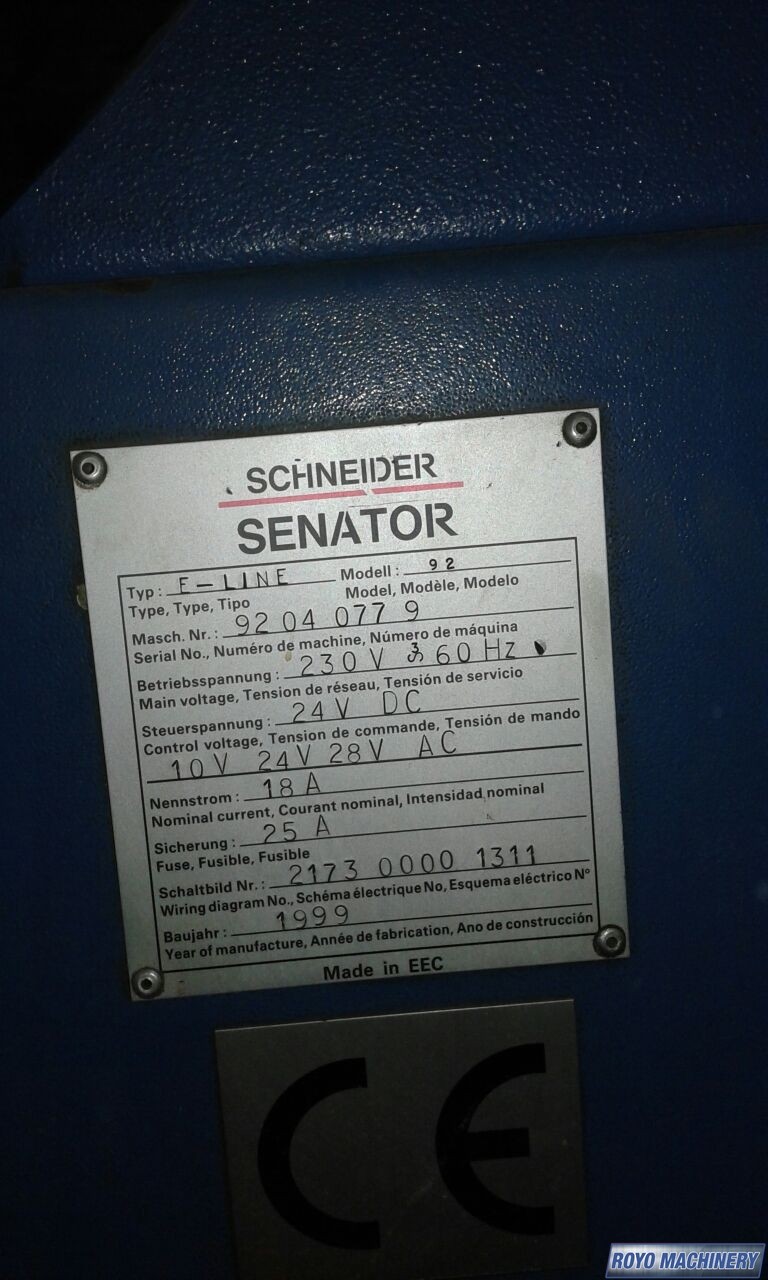 SCHNEIDER
SENATOR
Typ: E-LINE Modell: 92
Type, Type, Tipo Model, Modèle, Modelo
Masch. Nr.: 92 04 077 9
Serial No., Numéro de machine, Número de máquina
Betriebsspannung: 230V 3 60Hz
Main voltage, Tension de réseau, Tensión de servicio
Steuerspannung: 24V DC
Control voltage, Tension de commande, Tensión de mando
10V 24V 28V AC
Nennstrom: 18A
Nominal current, Courant nominal, Intensidad nominal
Sicherung: 25 A
Fuse, Fusible, Fusible
Schaltbild Nr.: 2173 0000 1311
Wiring diagram No., Schéma électrique No, Esquema eléctrico N°
Baujahr: 1999
Year of manufacture, Année de fabrication, Ano de construcción
Made in EEC
CE
ROYO MACHINERY